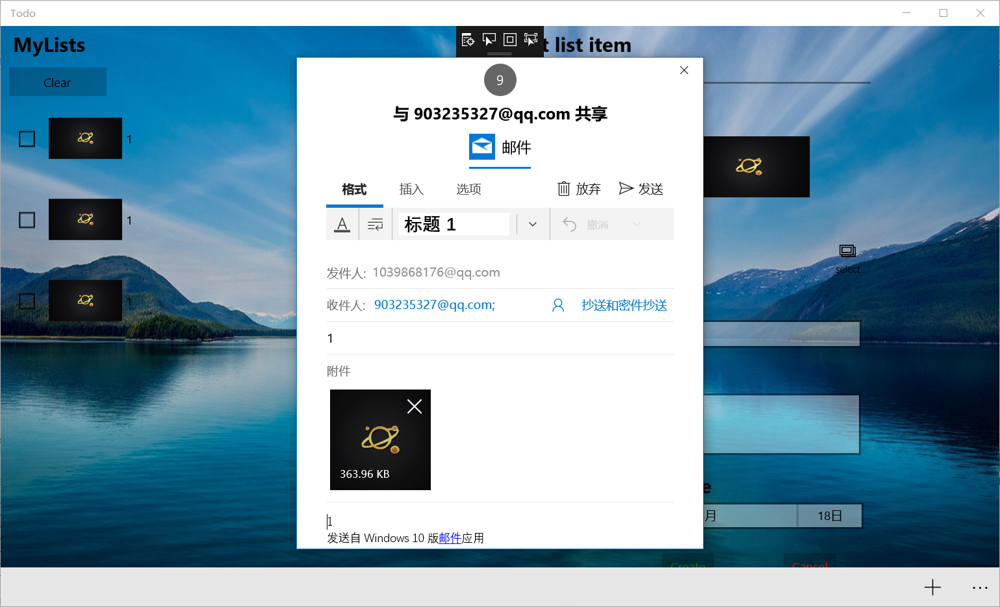 Todo
MyLists
t list item
Clear
9
与 903235327@qq.com 共享
邮件
格式 插入 选项 放弃 发送
A 标题 1 撤消
1
1
1
select
发件人: 1039868176@qq.com
收件人: 903235327@qq.com; 抄送和密件抄送
1
附件
363.96 KB
e
月 18日
1
发送自 Windows 10 版邮件应用
Create Cancel